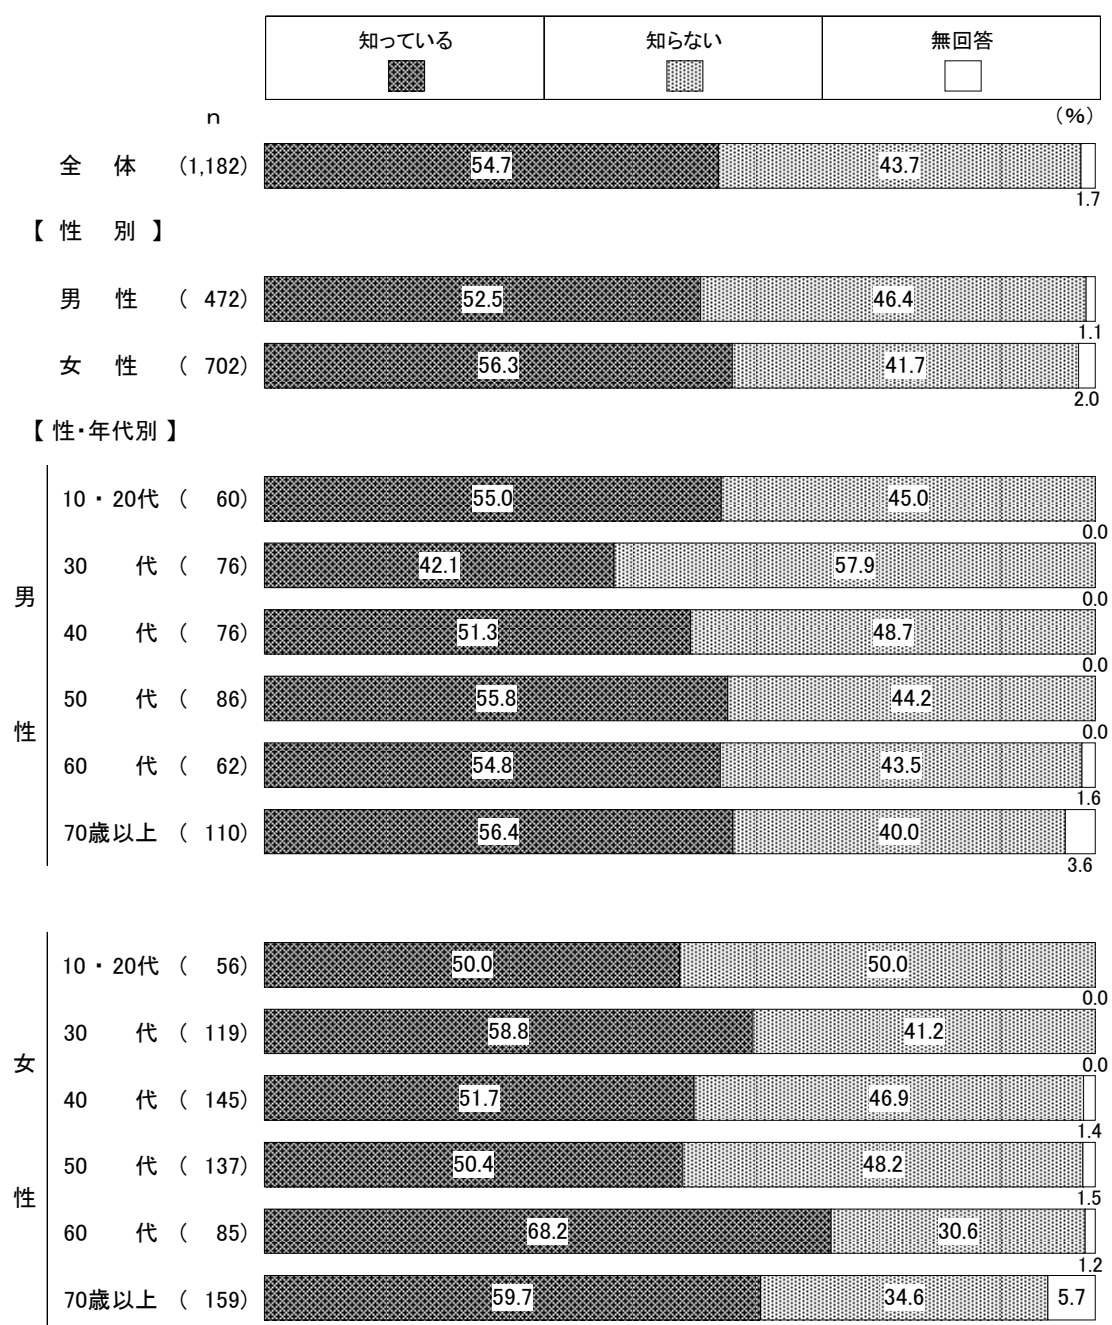 知っている 知らない 無回答
n (%)
全 体 (1,182) 54.7 43.7
1.7
【 性 別 】
男 性 ( 472) 52.5 46.4
1.1
女 性 ( 702) 56.3 41.7
2.0
【 性・年代別 】
男性
10・20代 ( 60) 55.0 45.0
0.0
30 代 ( 76) 42.1 57.9
0.0
40 代 ( 76) 51.3 48.7
0.0
50 代 ( 86) 55.8 44.2
0.0
60 代 ( 62) 54.8 43.5
1.6
70歳以上 ( 110) 56.4 40.0
3.6
女性
10・20代 ( 56) 50.0 50.0
0.0
30 代 ( 119) 58.8 41.2
0.0
40 代 ( 145) 51.7 46.9
1.4
50 代 ( 137) 50.4 48.2
1.5
60 代 ( 85) 68.2 30.6
1.2
70歳以上 ( 159) 59.7 34.6 5.7